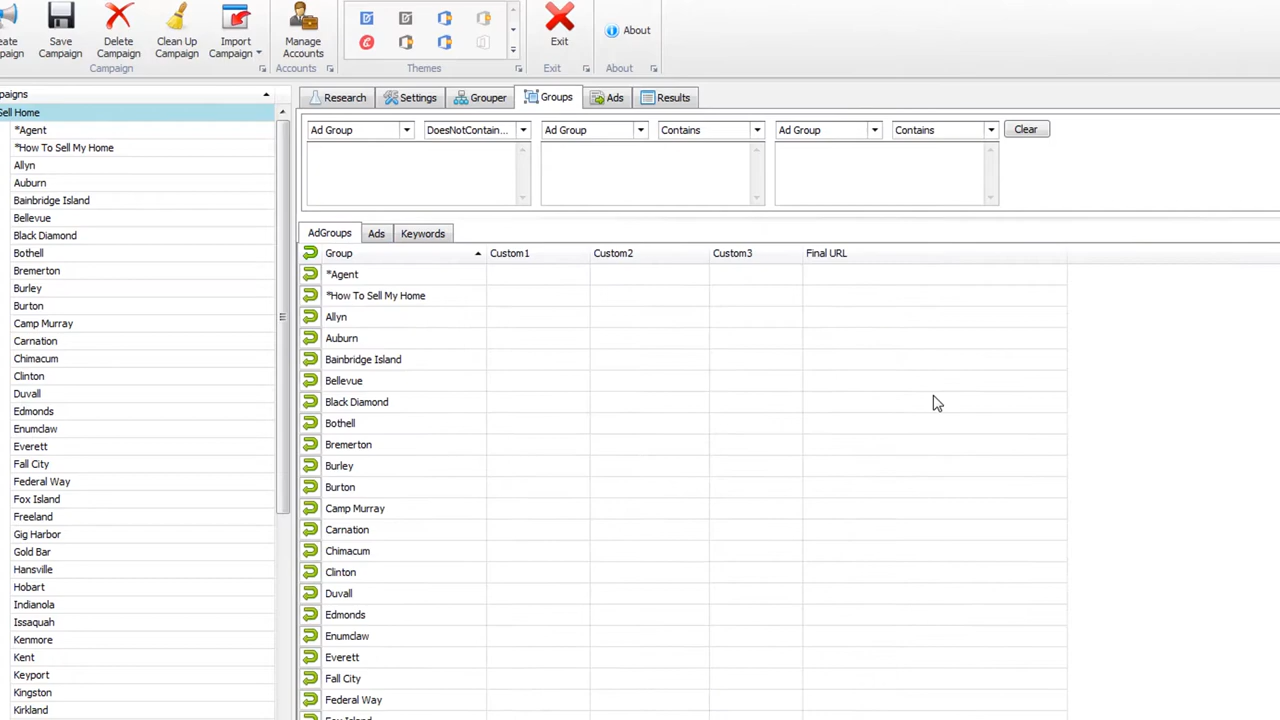 Save Campaign
Delete Campaign
Clean Up Campaign
Import Campaign
Manage Accounts
Exit
About
Campaign
Accounts
Themes
Exit
About
Sell Home
*Agent
*How To Sell My Home
Allyn
Auburn
Bainbridge Island
Bellevue
Black Diamond
Bothell
Bremerton
Burley
Burton
Camp Murray
Carnation
Chimacum
Clinton
Duvall
Edmonds
Enumclaw
Everett
Fall City
Federal Way
Fox Island
Freeland
Gig Harbor
Gold Bar
Hansville
Hobart
Indianola
Issaquah
Kenmore
Kent
Keyport
Kingston
Kirkland
Research Settings Grouper Groups Ads Results
Ad Group DoesNotContain... Ad Group Contains Ad Group Contains Clear
AdGroups Ads Keywords
Group Custom1 Custom2 Custom3 Final URL
*Agent
*How To Sell My Home
Allyn
Auburn
Bainbridge Island
Bellevue
Black Diamond
Bothell
Bremerton
Burley
Burton
Camp Murray
Carnation
Chimacum
Clinton
Duvall
Edmonds
Enumclaw
Everett
Fall City
Federal Way
Fox Island